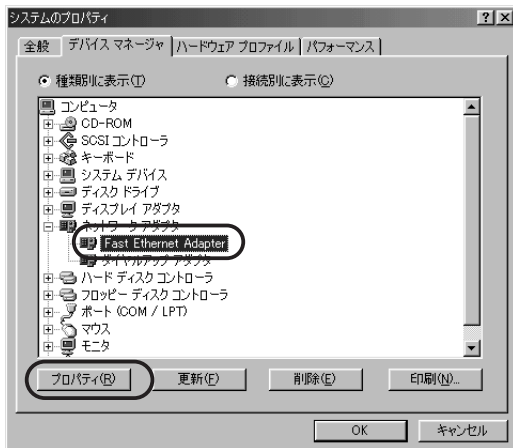 システムのプロパティ
全般 デバイス マネージャ ハードウェア プロファイル パフォーマンス
種類別に表示(T) 接続別に表示(C)
コンピュータ
CD-ROM
SCSI コントローラ
キーボード
システム デバイス
ディスク ドライブ
ディスプレイ アダプタ
ネットワーク アダプタ
Fast Ethernet Adapter
ダイヤルアップ アダプタ
ハード ディスク コントローラ
フロッピー ディスク コントローラ
ポート (COM / LPT)
マウス
モニタ
プロパティ(R) 更新(F) 削除(E) 印刷(N)...
OK キャンセル